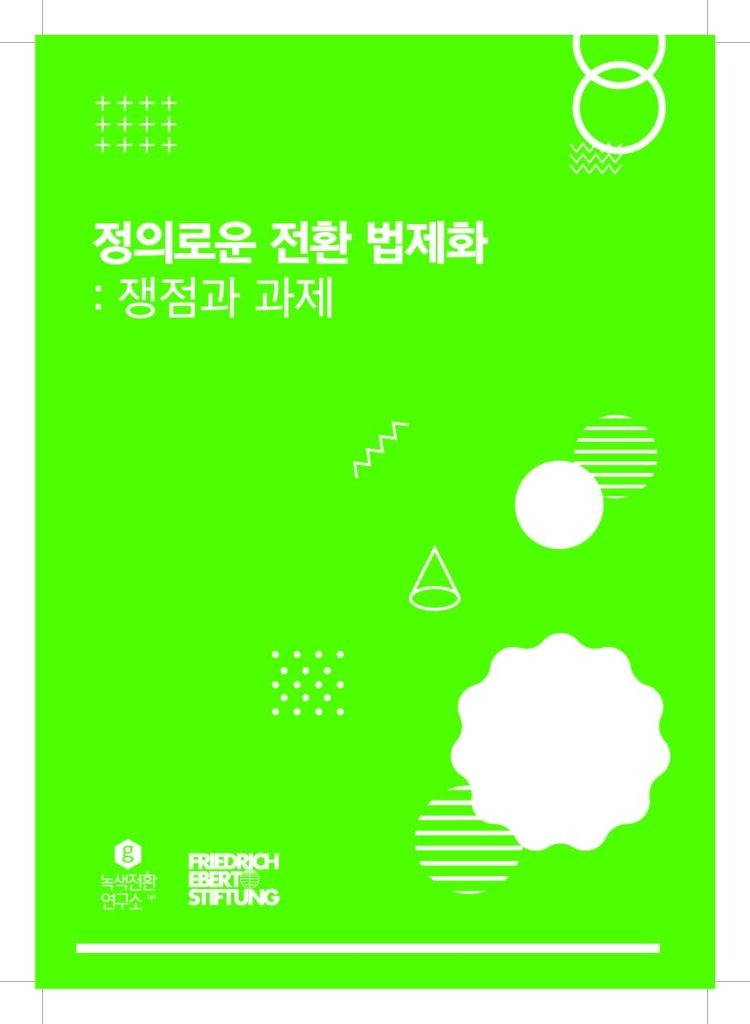 정의로운 전환 법제화
: 쟁점과 과제
g
녹색전환
연구소
FRIEDRICH
EBERT
STIFTUNG